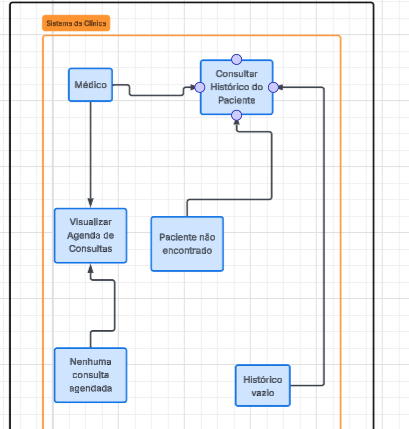 Sistema da Clínica
Médico
Consultar
Histórico do
Paciente
Visualizar
Agenda de
Consultas
Paciente não
encontrado
Nenhuma
consulta
agendada
Histórico
vazio